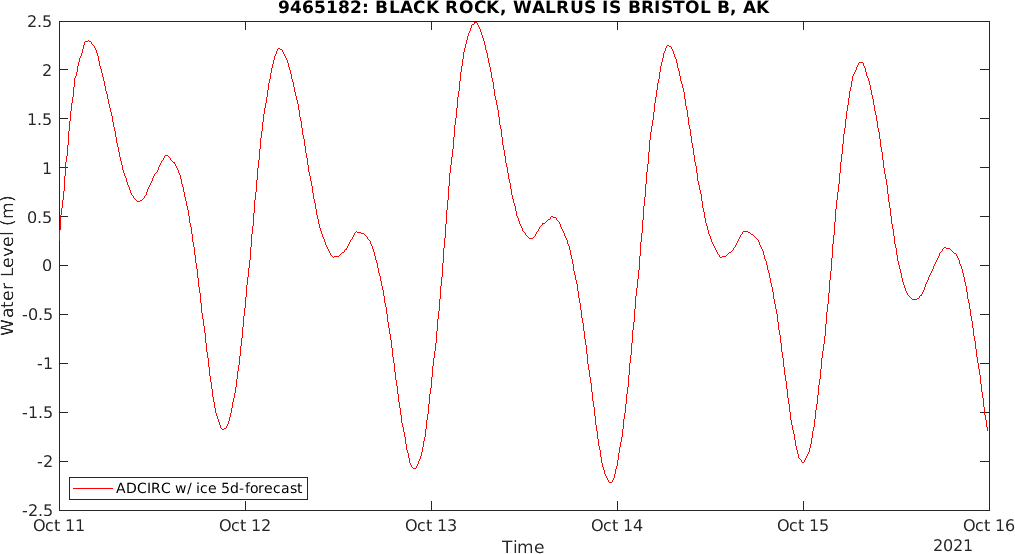 9465182: BLACK ROCK, WALRUS IS BRISTOL B, AK
2.5
2
1.5
1
0.5
0
-0.5
-1
-1.5
-2
-2.5
Water Level (m)
ADCIRC w/ ice 5d-forecast
Oct 11 Oct 12 Oct 13 Oct 14 Oct 15 Oct 16
Time
2021